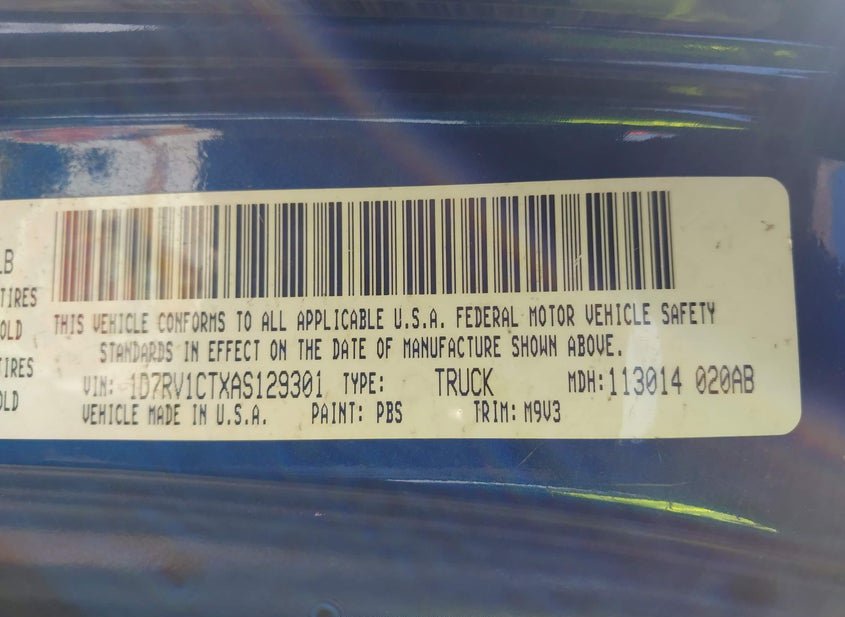 LB
TIRES
OLD
TIRES
OLD
THIS VEHICLE CONFORMS TO ALL APPLICABLE U.S.A. FEDERAL MOTOR VEHICLE SAFETY
STANDARDS IN EFFECT ON THE DATE OF MANUFACTURE SHOWN ABOVE.
VIN: 1D7RV1CTXAS129301 TYPE: TRUCK MDH: 113014 020AB
VEHICLE MADE IN U.S.A. PAINT: PBS TRIM: M9V3